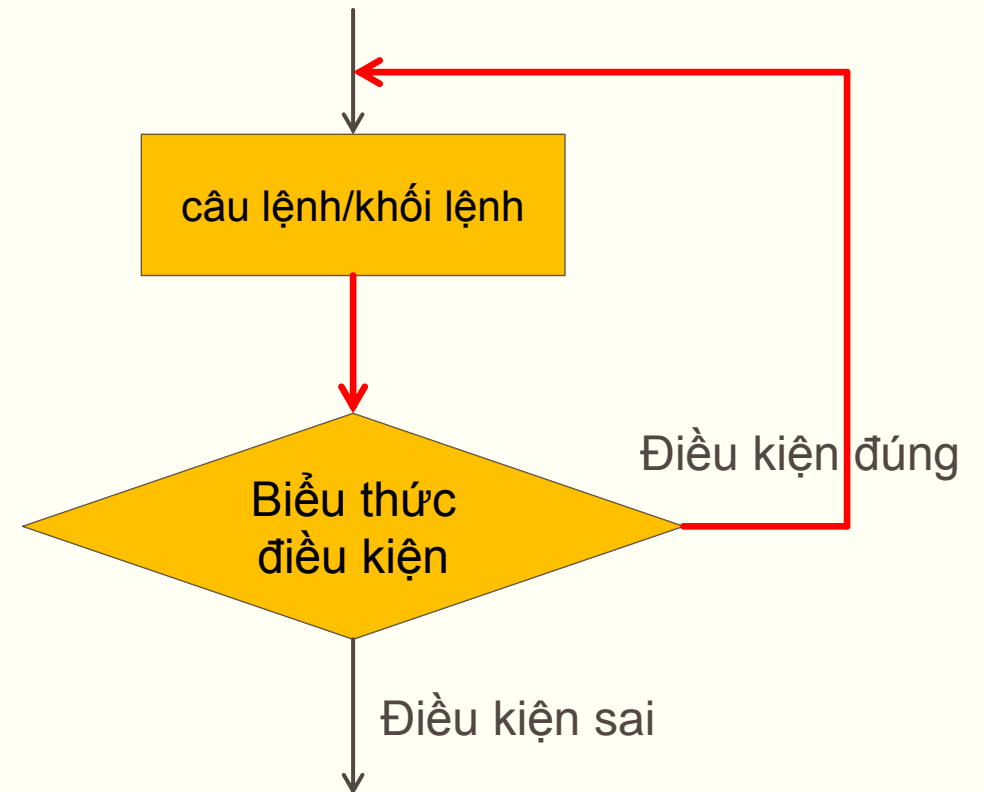 câu lệnh/khối lệnh
Điều kiện đúng
Biểu thức
điều kiện
Điều kiện sai